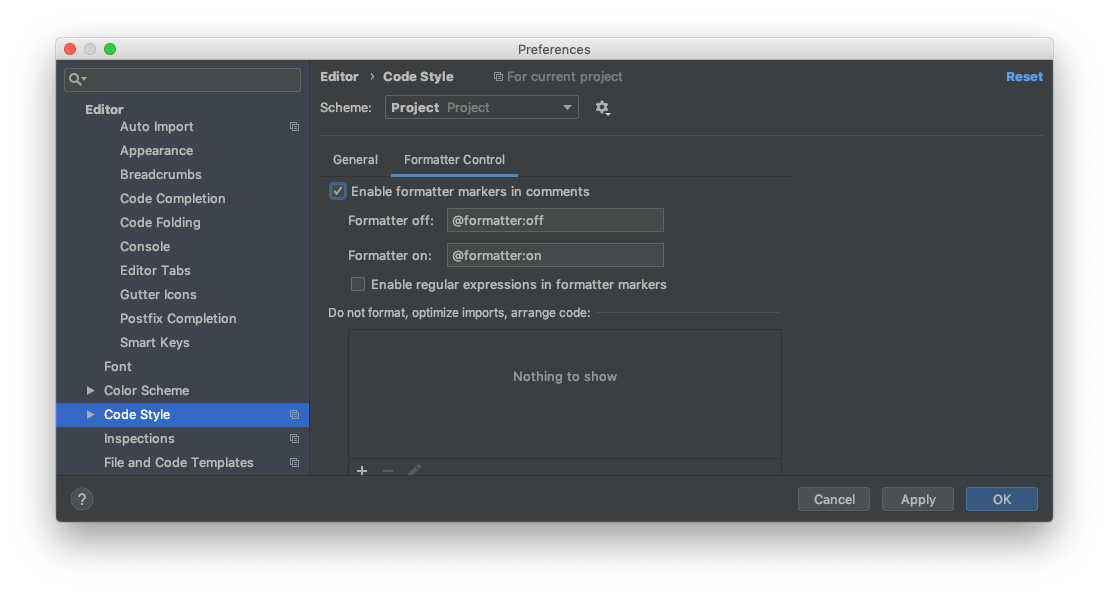 Preferences
Editor
Auto Import
Appearance
Breadcrumbs
Code Completion
Code Folding
Console
Editor Tabs
Gutter Icons
Postfix Completion
Smart Keys
Font
Color Scheme
Code Style
Inspections
File and Code Templates
Editor › Code Style For current project Reset
Scheme: Project Project
General Formatter Control
Enable formatter markers in comments
Formatter off: @formatter:off
Formatter on: @formatter:on
Enable regular expressions in formatter markers
Do not format, optimize imports, arrange code:
Nothing to show
? Cancel Apply OK